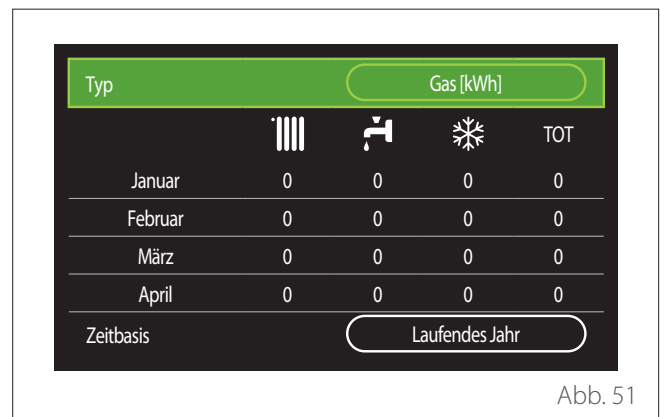 Typ Gas [kWh]
TOT
Januar 0 0 0 0
Februar 0 0 0 0
März 0 0 0 0
April 0 0 0 0
Zeitbasis Laufendes Jahr
Abb. 51